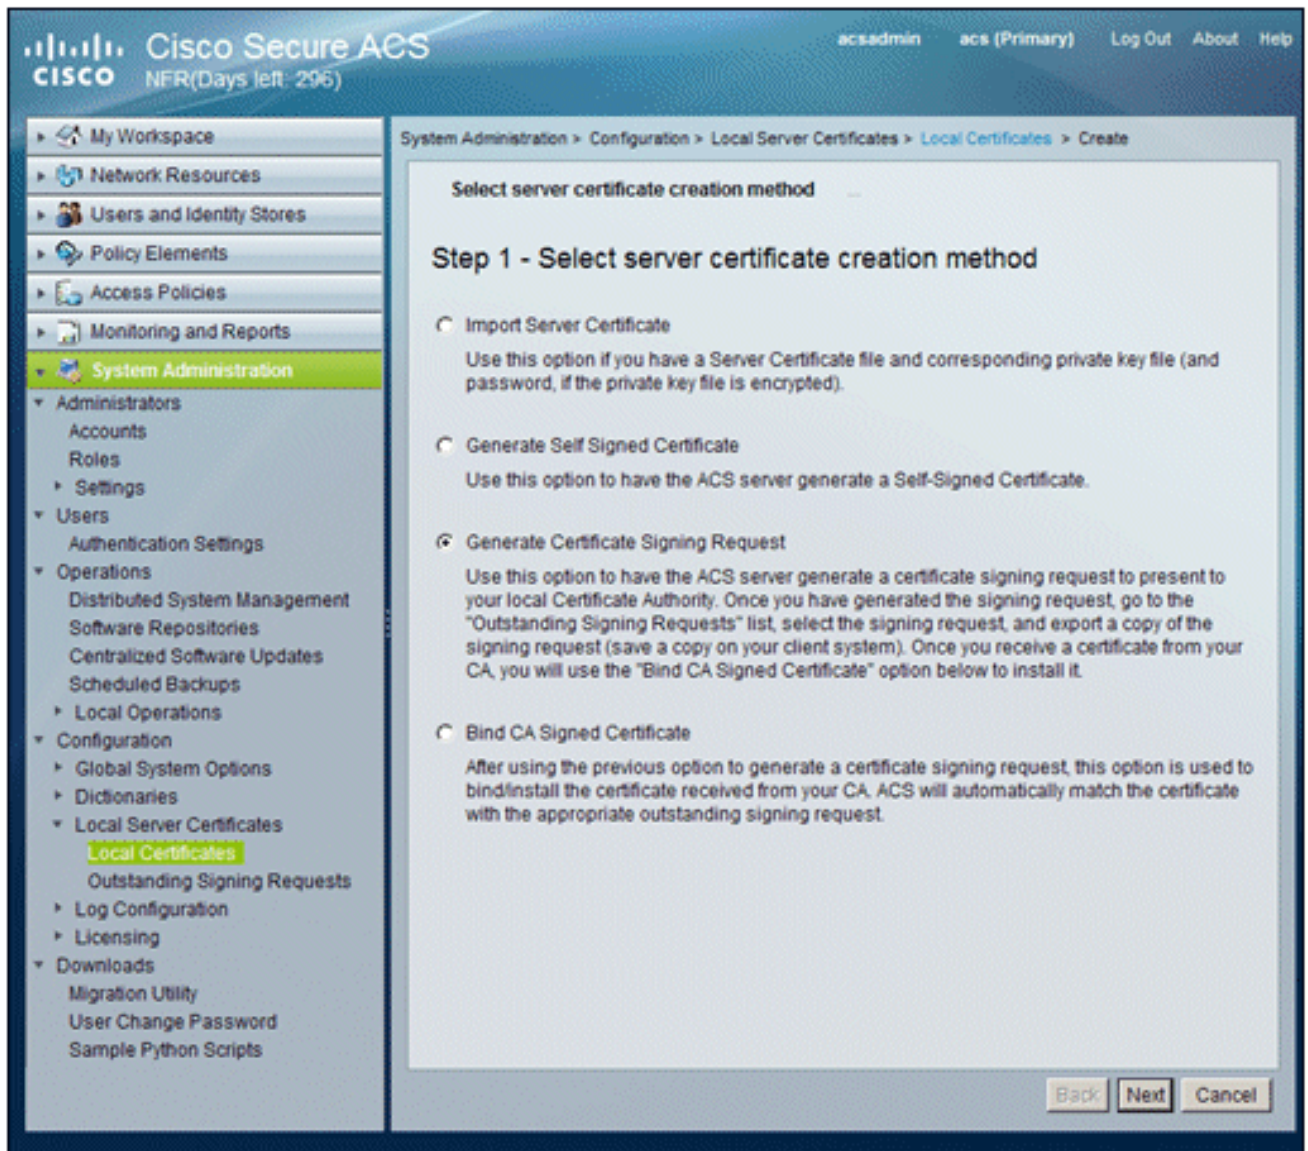 Cisco Secure ACS
CISCO
NFR(Days left: 296)
acsadmin acs (Primary) Log Out About Help
My Workspace
Network Resources
Users and Identity Stores
Policy Elements
Access Policies
Monitoring and Reports
System Administration
Administrators
Accounts
Roles
Settings
Users
Authentication Settings
Operations
Distributed System Management
Software Repositories
Centralized Software Updates
Scheduled Backups
Local Operations
Configuration
Global System Options
Dictionaries
Local Server Certificates
Local Certificates
Outstanding Signing Requests
Log Configuration
Licensing
Downloads
Migration Utility
User Change Password
Sample Python Scripts
System Administration > Configuration > Local Server Certificates > Local Certificates > Create
Select server certificate creation method
Step 1 - Select server certificate creation method
Import Server Certificate
Use this option if you have a Server Certificate file and corresponding private key file (and
password, if the private key file is encrypted).
Generate Self Signed Certificate
Use this option to have the ACS server generate a Self-Signed Certificate.
Generate Certificate Signing Request
Use this option to have the ACS server generate a certificate signing request to present to
your local Certificate Authority. Once you have generated the signing request, go to the
"Outstanding Signing Requests" list, select the signing request, and export a copy of the
signing request (save a copy on your client system). Once you receive a certificate from your
CA, you will use the "Bind CA Signed Certificate" option below to install it.
Bind CA Signed Certificate
After using the previous option to generate a certificate signing request, this option is used to
bind/install the certificate received from your CA. ACS will automatically match the certificate
with the appropriate outstanding signing request.
Back Next Cancel